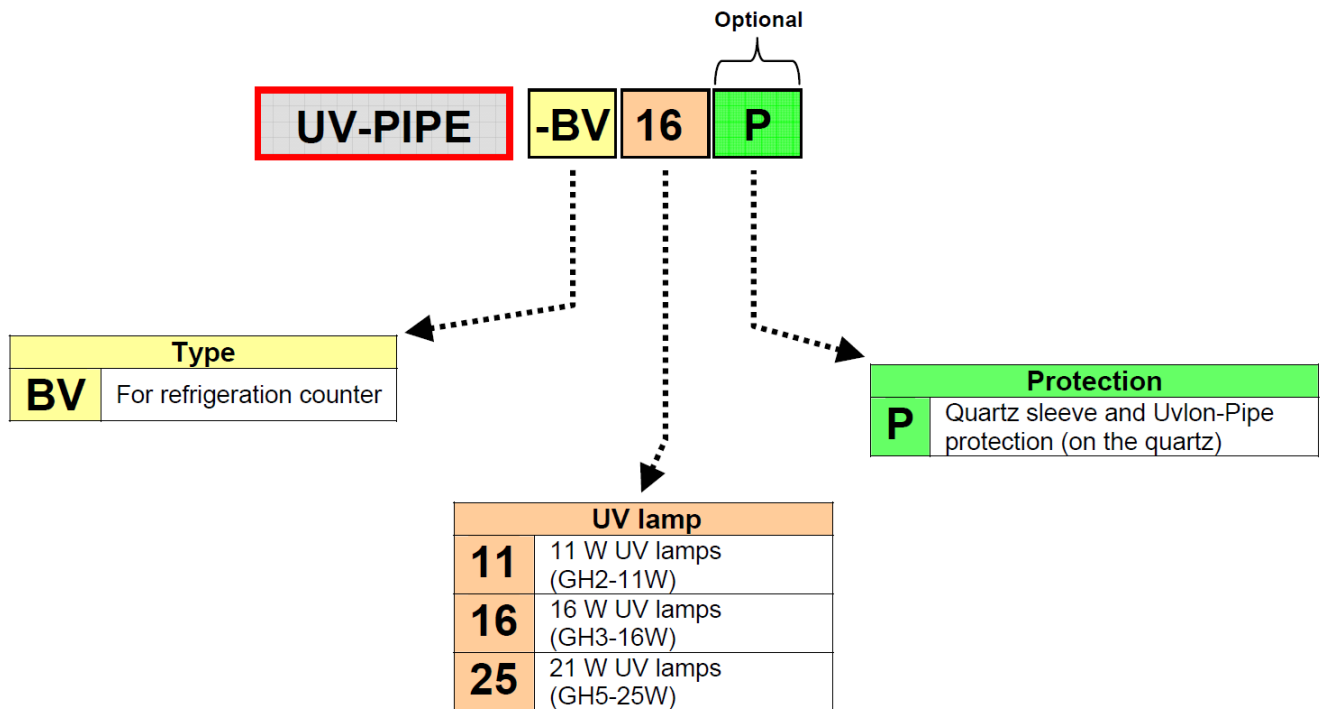 Optional
UV-PIPE -BV 16 P
Type
BV For refrigeration counter
Protection
P Quartz sleeve and Uvlon-Pipe
protection (on the quartz)
UV lamp
11 11 W UV lamps
(GH2-11W)
16 16 W UV lamps
(GH3-16W)
25 21 W UV lamps
(GH5-25W)